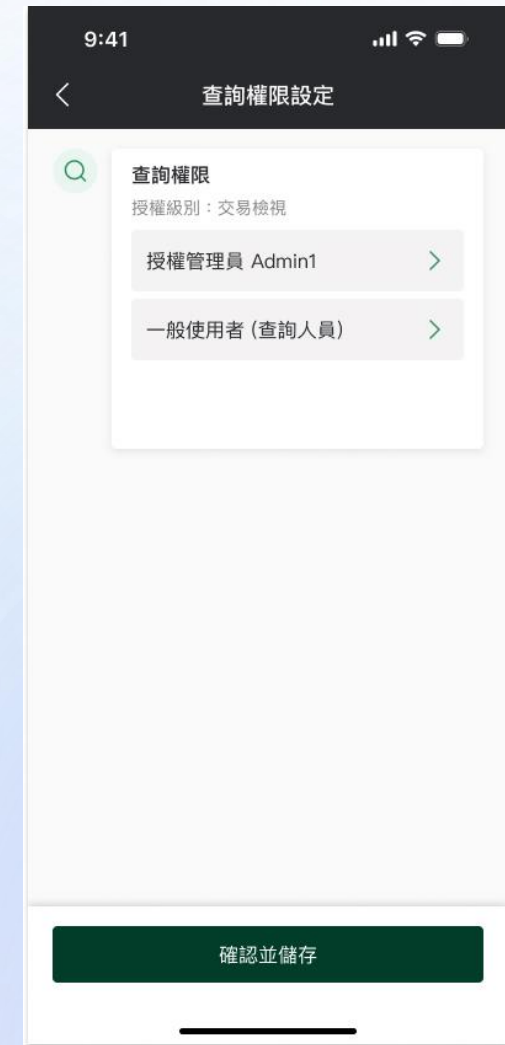 9:41
查詢權限設定
查詢權限
授權級別：交易檢視
授權管理員 Admin1
一般使用者 (查詢人員)
確認並儲存